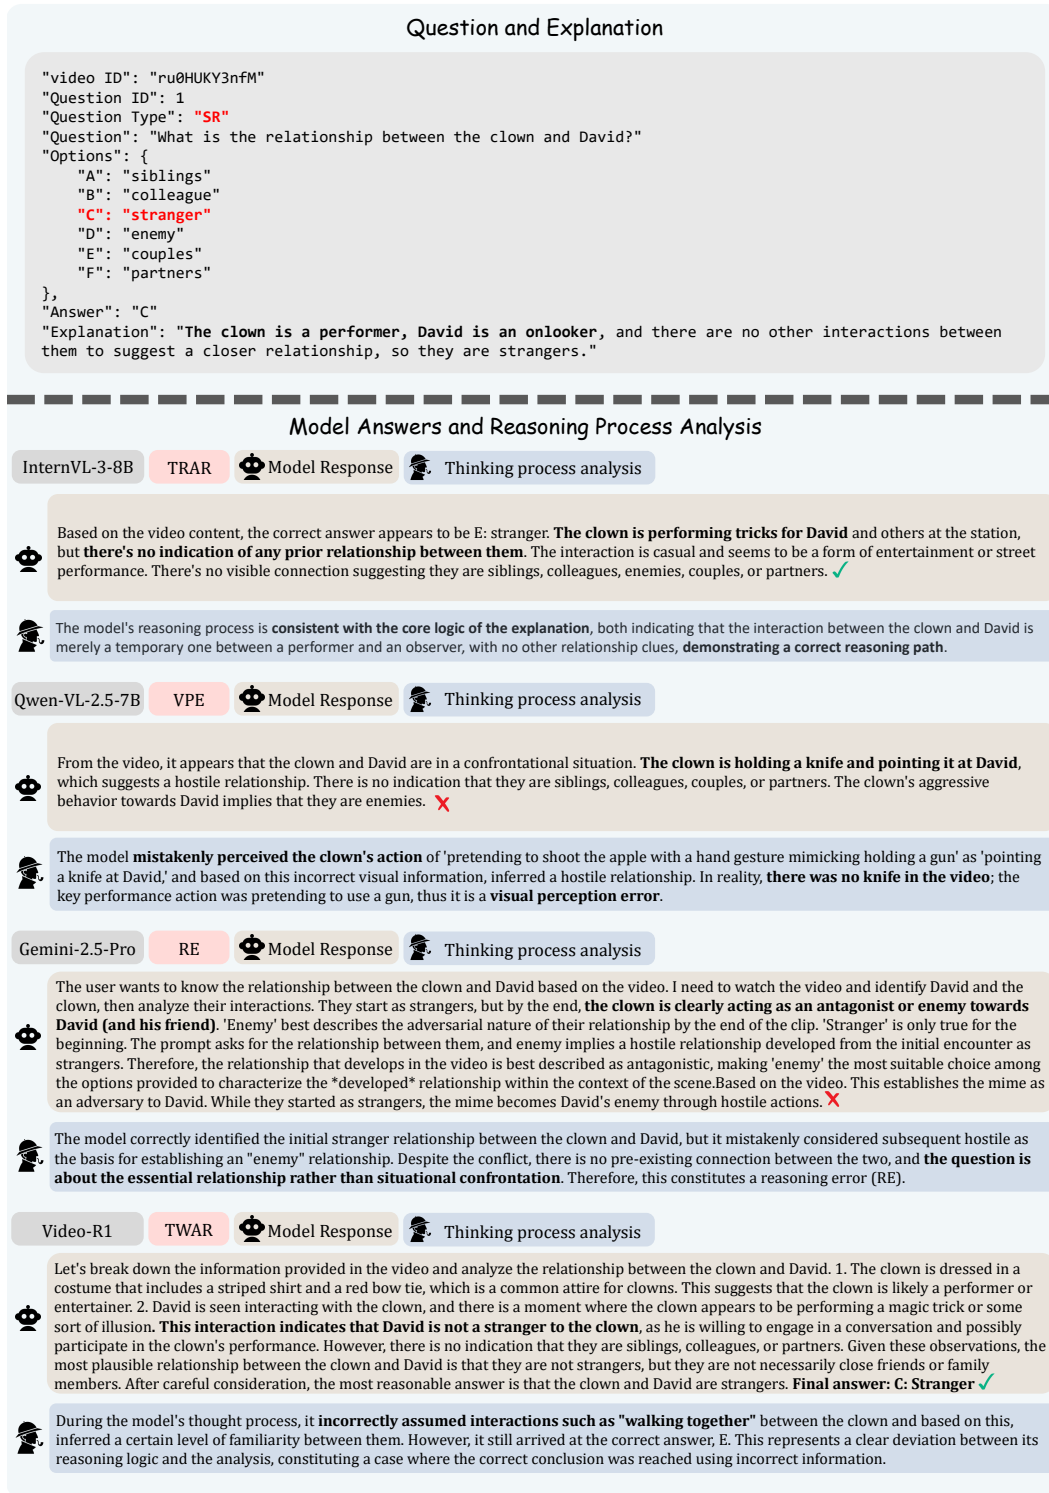 Question and Explanation
"video ID": "ru0HUKY3nfM"
"Question ID": 1
"Question Type": "SR"
"Question": "What is the relationship between the clown and David?"
"Options": {
"A": "siblings"
"B": "colleague"
"C": "stranger"
"D": "enemy"
"E": "couples"
"F": "partners"
},
"Answer": "C"
"Explanation": "The clown is a performer, David is an onlooker, and there are no other interactions between
them to suggest a closer relationship, so they are strangers."
Model Answers and Reasoning Process Analysis
InternVL-3-8B TRAR Model Response Thinking process analysis
Based on the video content, the correct answer appears to be E: stranger. The clown is performing tricks for David and others at the station,
but there's no indication of any prior relationship between them. The interaction is casual and seems to be a form of entertainment or street
performance. There's no visible connection suggesting they are siblings, colleagues, enemies, couples, or partners.
The model's reasoning process is consistent with the core logic of the explanation, both indicating that the interaction between the clown and David is
merely a temporary one between a performer and an observer, with no other relationship clues, demonstrating a correct reasoning path.
Qwen-VL-2.5-7B VPE Model Response Thinking process analysis
From the video, it appears that the clown and David are in a confrontational situation. The clown is holding a knife and pointing it at David,
which suggests a hostile relationship. There is no indication that they are siblings, colleagues, couples, or partners. The clown's aggressive
behavior towards David implies that they are enemies.
The model mistakenly perceived the clown's action of 'pretending to shoot the apple with a hand gesture mimicking holding a gun' as 'pointing
a knife at David,' and based on this incorrect visual information, inferred a hostile relationship. In reality, there was no knife in the video; the
key performance action was pretending to use a gun, thus it is a visual perception error.
Gemini-2.5-Pro RE Model Response Thinking process analysis
The user wants to know the relationship between the clown and David based on the video. I need to watch the video and identify David and the
clown, then analyze their interactions. They start as strangers, but by the end, the clown is clearly acting as an antagonist or enemy towards
David (and his friend). 'Enemy' best describes the adversarial nature of their relationship by the end of the clip. 'Stranger' is only true for the
beginning. The prompt asks for the relationship between them, and enemy implies a hostile relationship developed from the initial encounter as
strangers. Therefore, the relationship that develops in the video is best described as antagonistic, making 'enemy' the most suitable choice among
the options provided to characterize the *developed* relationship within the context of the scene.Based on the video. This establishes the mime as
an adversary to David. While they started as strangers, the mime becomes David's enemy through hostile actions.
The model correctly identified the initial stranger relationship between the clown and David, but it mistakenly considered subsequent hostile as
the basis for establishing an "enemy" relationship. Despite the conflict, there is no pre-existing connection between the two, and the question is
about the essential relationship rather than situational confrontation. Therefore, this constitutes a reasoning error (RE).
Video-R1 TWAR Model Response Thinking process analysis
Let's break down the information provided in the video and analyze the relationship between the clown and David. 1. The clown is dressed in a
costume that includes a striped shirt and a red bow tie, which is a common attire for clowns. This suggests that the clown is likely a performer or
entertainer. 2. David is seen interacting with the clown, and there is a moment where the clown appears to be performing a magic trick or some
sort of illusion. This interaction indicates that David is not a stranger to the clown, as he is willing to engage in a conversation and possibly
participate in the clown's performance. However, there is no indication that they are siblings, colleagues, or partners. Given these observations, the
most plausible relationship between the clown and David is that they are not strangers, but they are not necessarily close friends or family
members. After careful consideration, the most reasonable answer is that the clown and David are strangers. Final answer: C: Stranger
During the model's thought process, it incorrectly assumed interactions such as "walking together" between the clown and based on this,
inferred a certain level of familiarity between them. However, it still arrived at the correct answer, E. This represents a clear deviation between its
reasoning logic and the analysis, constituting a case where the correct conclusion was reached using incorrect information.